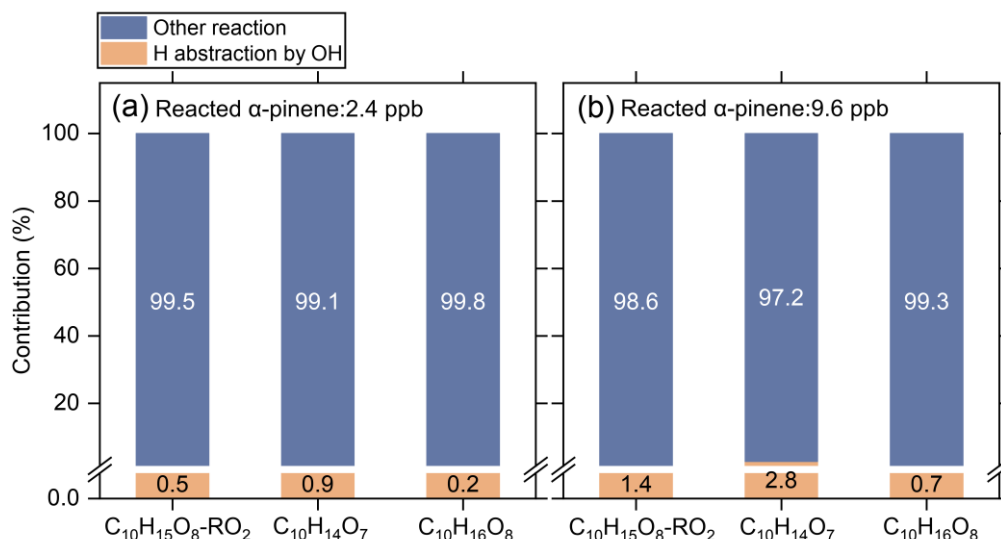 Other reaction
H abstraction by OH
(a) Reacted α-pinene:2.4 ppb
(b) Reacted α-pinene:9.6 ppb
Contribution (%)
100
80
60
40
20
0.0
99.5
99.1
99.8
98.6
97.2
99.3
0.5
0.9
0.2
1.4
2.8
0.7
C₁₀H₁₅O₈-RO₂
C₁₀H₁₄O₇
C₁₀H₁₆O₈
C₁₀H₁₅O₈-RO₂
C₁₀H₁₄O₇
C₁₀H₁₆O₈